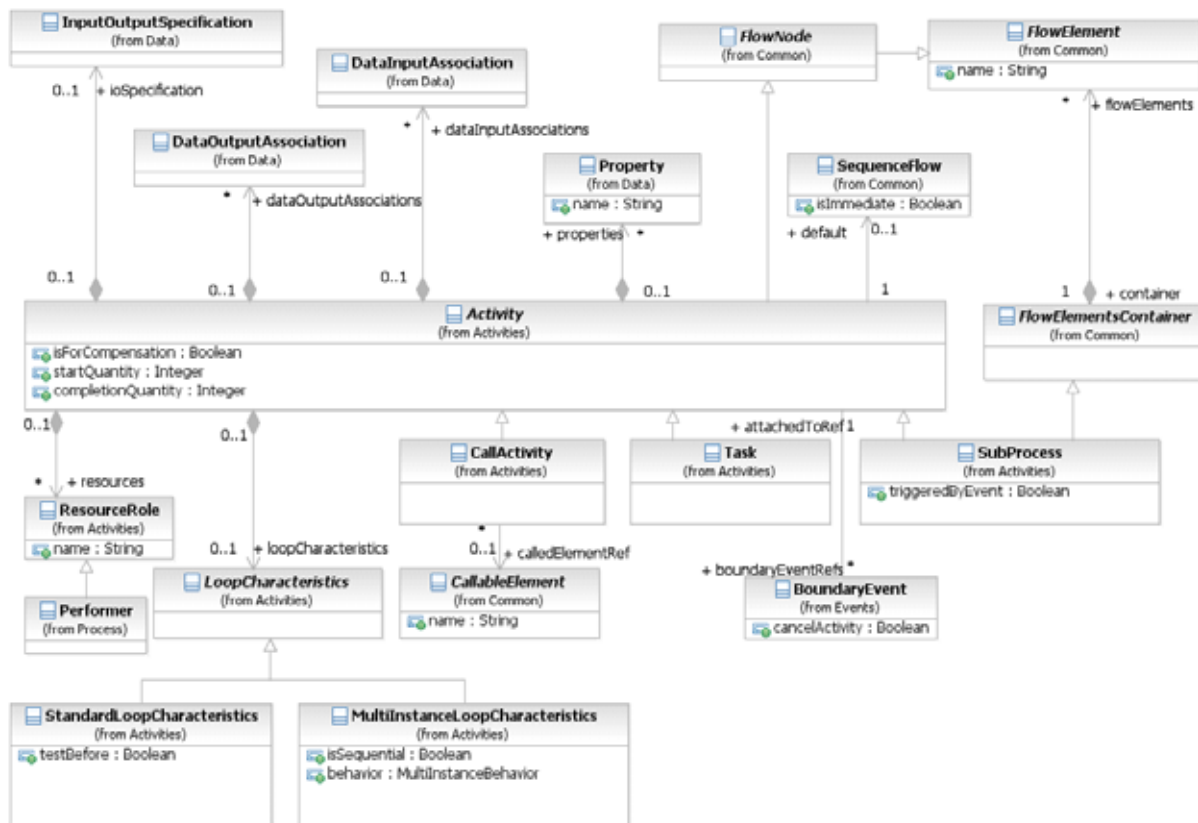 InputOutputSpecification
(from Data)
0..1 + ioSpecification
DataInputAssociation
(from Data)
* + dataInputAssociations
FlowNode
(from Common)
FlowElement
(from Common)
name : String
* + flowElements
DataOutputAssociation
(from Data)
* + dataOutputAssociations
Property
(from Data)
name : String
+ properties *
SequenceFlow
(from Common)
isImmediate : Boolean
+ default 0..1
0..1
0..1
0..1
0..1
1
1 + container
Activity
(from Activities)
isForCompensation : Boolean
startQuantity : Integer
completionQuantity : Integer
FlowElementsContainer
(from Common)
0..1
0..1
+ attachedToRef 1
CallActivity
(from Activities)
Task
(from Activities)
SubProcess
(from Activities)
triggeredByEvent : Boolean
* + resources
ResourceRole
(from Activities)
name : String
0..1 + loopCharacteristics
*
0..1 + calledElementRef
+ boundaryEventRefs *
Performer
(from Process)
LoopCharacteristics
(from Activities)
CallableElement
(from Common)
name : String
BoundaryEvent
(from Events)
cancelActivity : Boolean
StandardLoopCharacteristics
(from Activities)
testBefore : Boolean
MultiInstanceLoopCharacteristics
(from Activities)
isSequential : Boolean
behavior : MultiInstanceBehavior